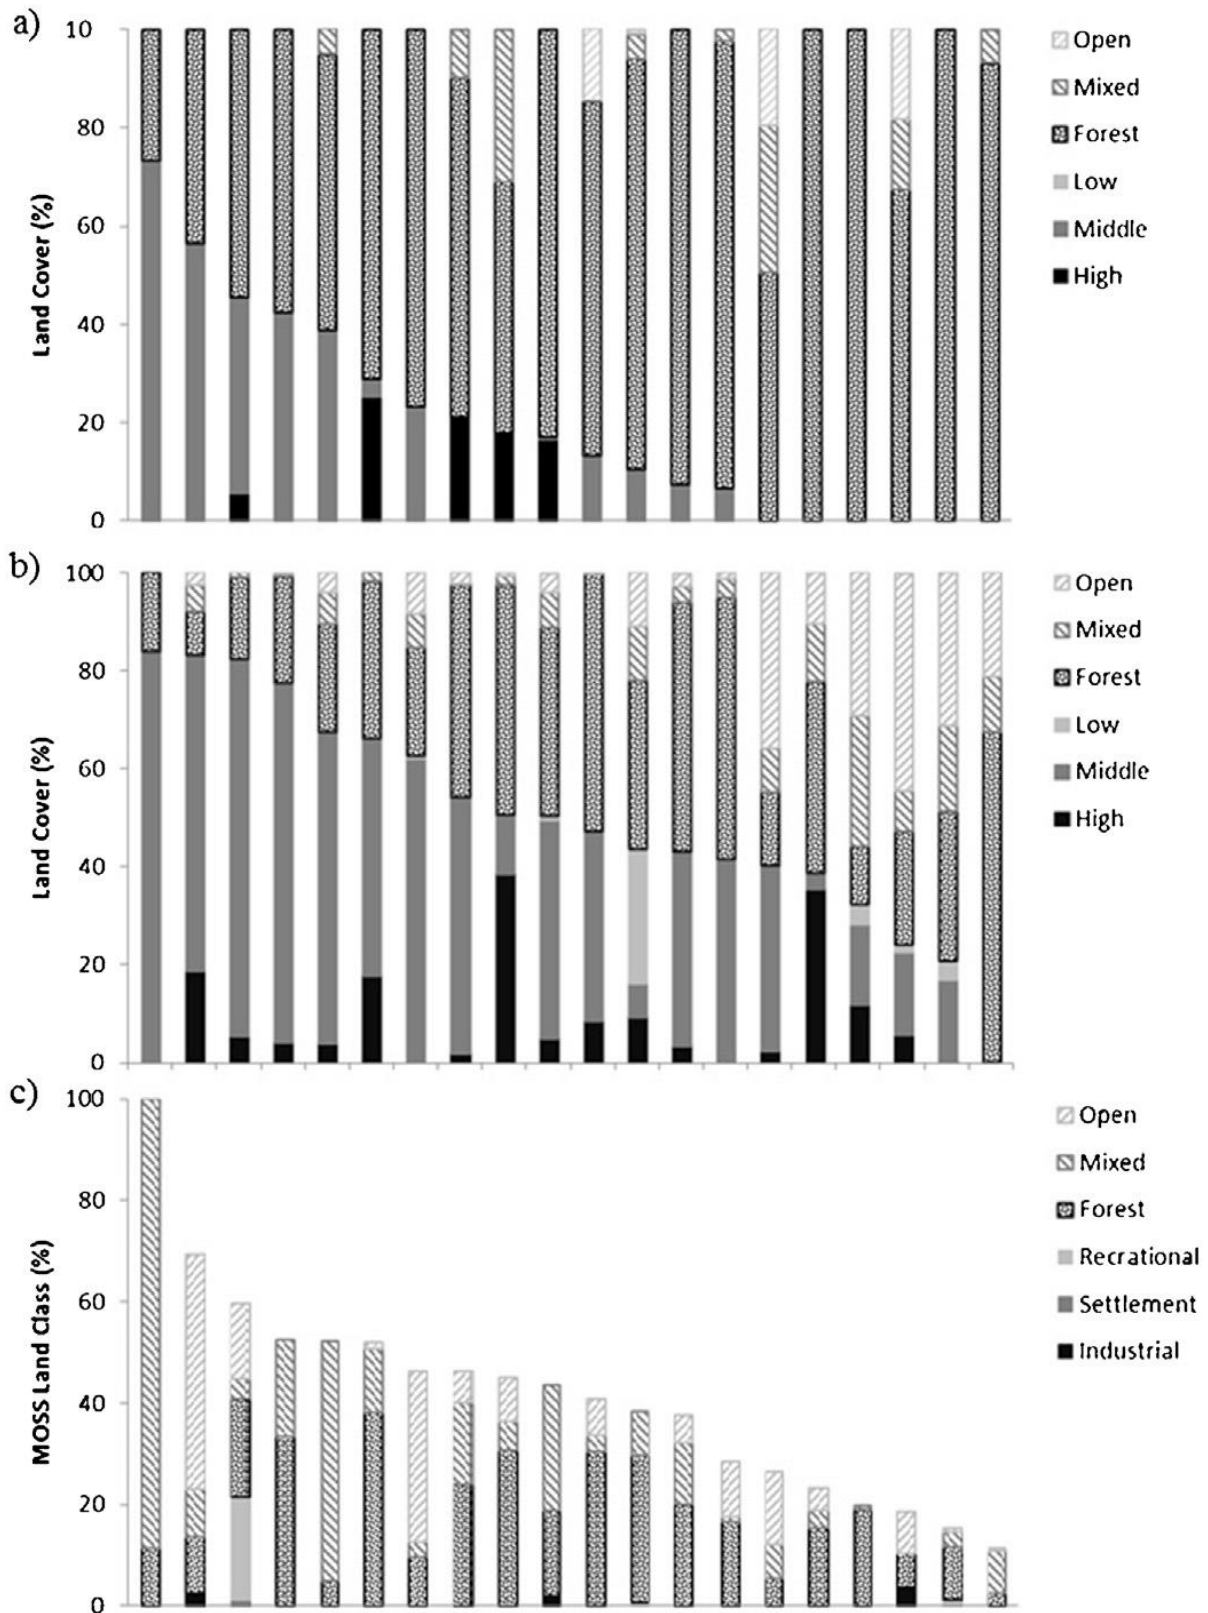 a)
10
80
60
40
20
0
Land Cover (%)
Open
Mixed
Forest
Low
Middle
High
b)
100
80
60
40
20
0
Land Cover (%)
Open
Mixed
Forest
Low
Middle
High
c)
100
80
60
40
20
0
MOSS Land Class (%)
Open
Mixed
Forest
Recrational
Settlement
Industrial